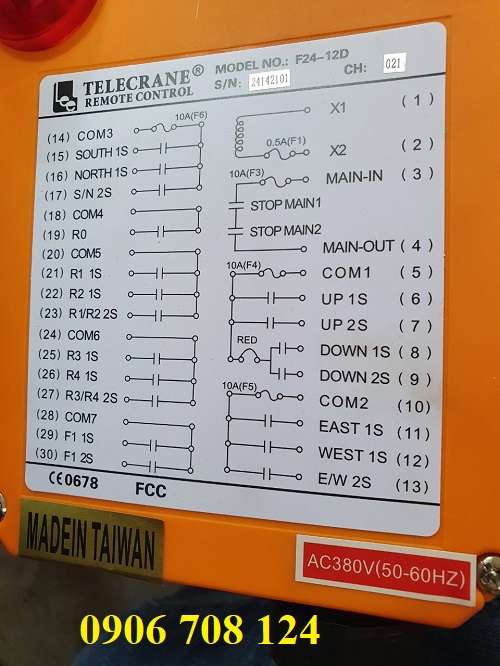 TELECRANE®
REMOTE CONTROL
MODEL NO.: F24-12D
S/N: 24142101 CH: 021
10A(F6)
(14) COM3
(15) SOUTH 1S
(16) NORTH 1S
(17) S/N 2S
(18) COM4
(19) R0
(20) COM5
(21) R1 1S
(22) R2 1S
(23) R1/R2 2S
(24) COM6
(25) R3 1S
(26) R4 1S
(27) R3/R4 2S
(28) COM7
(29) F1 1S
(30) F1 2S
X1 (1)
0.5A(F1)
X2 (2)
10A(F3)
MAIN-IN (3)
STOP MAIN1
STOP MAIN2
MAIN-OUT (4)
10A(F4)
COM1 (5)
UP 1S (6)
UP 2S (7)
RED
DOWN 1S (8)
DOWN 2S (9)
10A(F5)
COM2 (10)
EAST 1S (11)
WEST 1S (12)
E/W 2S (13)
CE0678 FCC
MADEIN TAIWAN
AC380V(50-60HZ)
0906 708 124